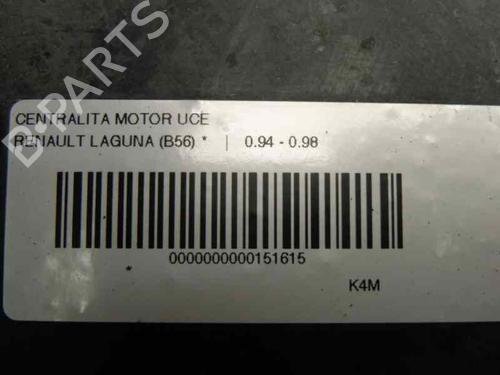 CENTRALITA MOTOR UCE
RENAULT LAGUNA (B56) * | 0.94 - 0.98
0000000000151615
*
K4M
B-PARTS